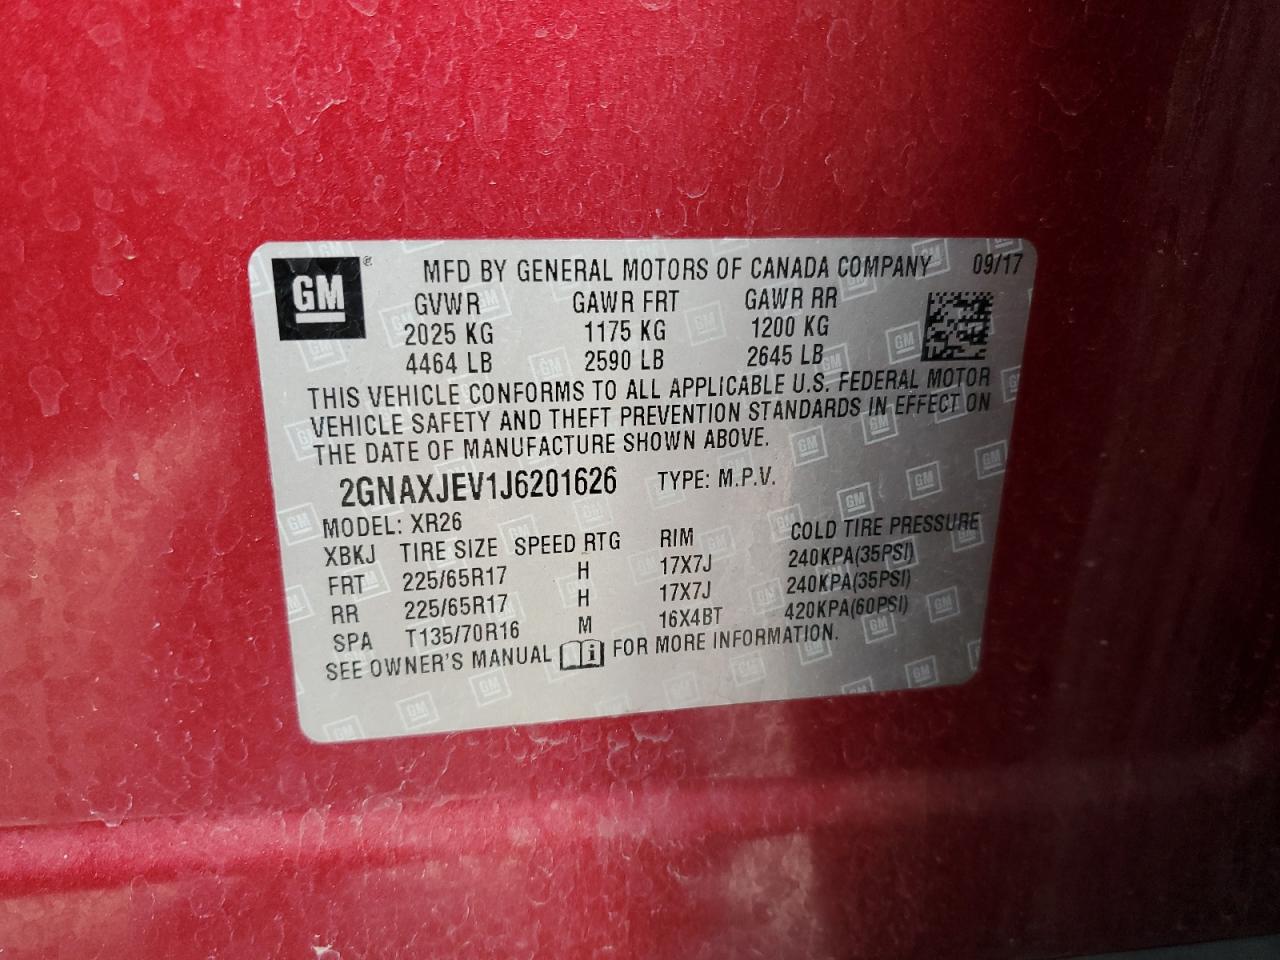 GM ® MFD BY GENERAL MOTORS OF CANADA COMPANY 09/17
GVWR GAWR FRT GAWR RR
2025 KG 1175 KG 1200 KG
4464 LB 2590 LB 2645 LB
THIS VEHICLE CONFORMS TO ALL APPLICABLE U.S. FEDERAL MOTOR
VEHICLE SAFETY AND THEFT PREVENTION STANDARDS IN EFFECT ON
THE DATE OF MANUFACTURE SHOWN ABOVE.
2GNAXJEV1J6201626 TYPE: M.P.V.
MODEL: XR26
XBKJ TIRE SIZE SPEED RTG RIM COLD TIRE PRESSURE
FRT 225/65R17 H 17X7J 240KPA(35PSI)
RR 225/65R17 H 17X7J 240KPA(35PSI)
SPA T135/70R16 M 16X4BT 420KPA(60PSI)
SEE OWNER'S MANUAL i FOR MORE INFORMATION.